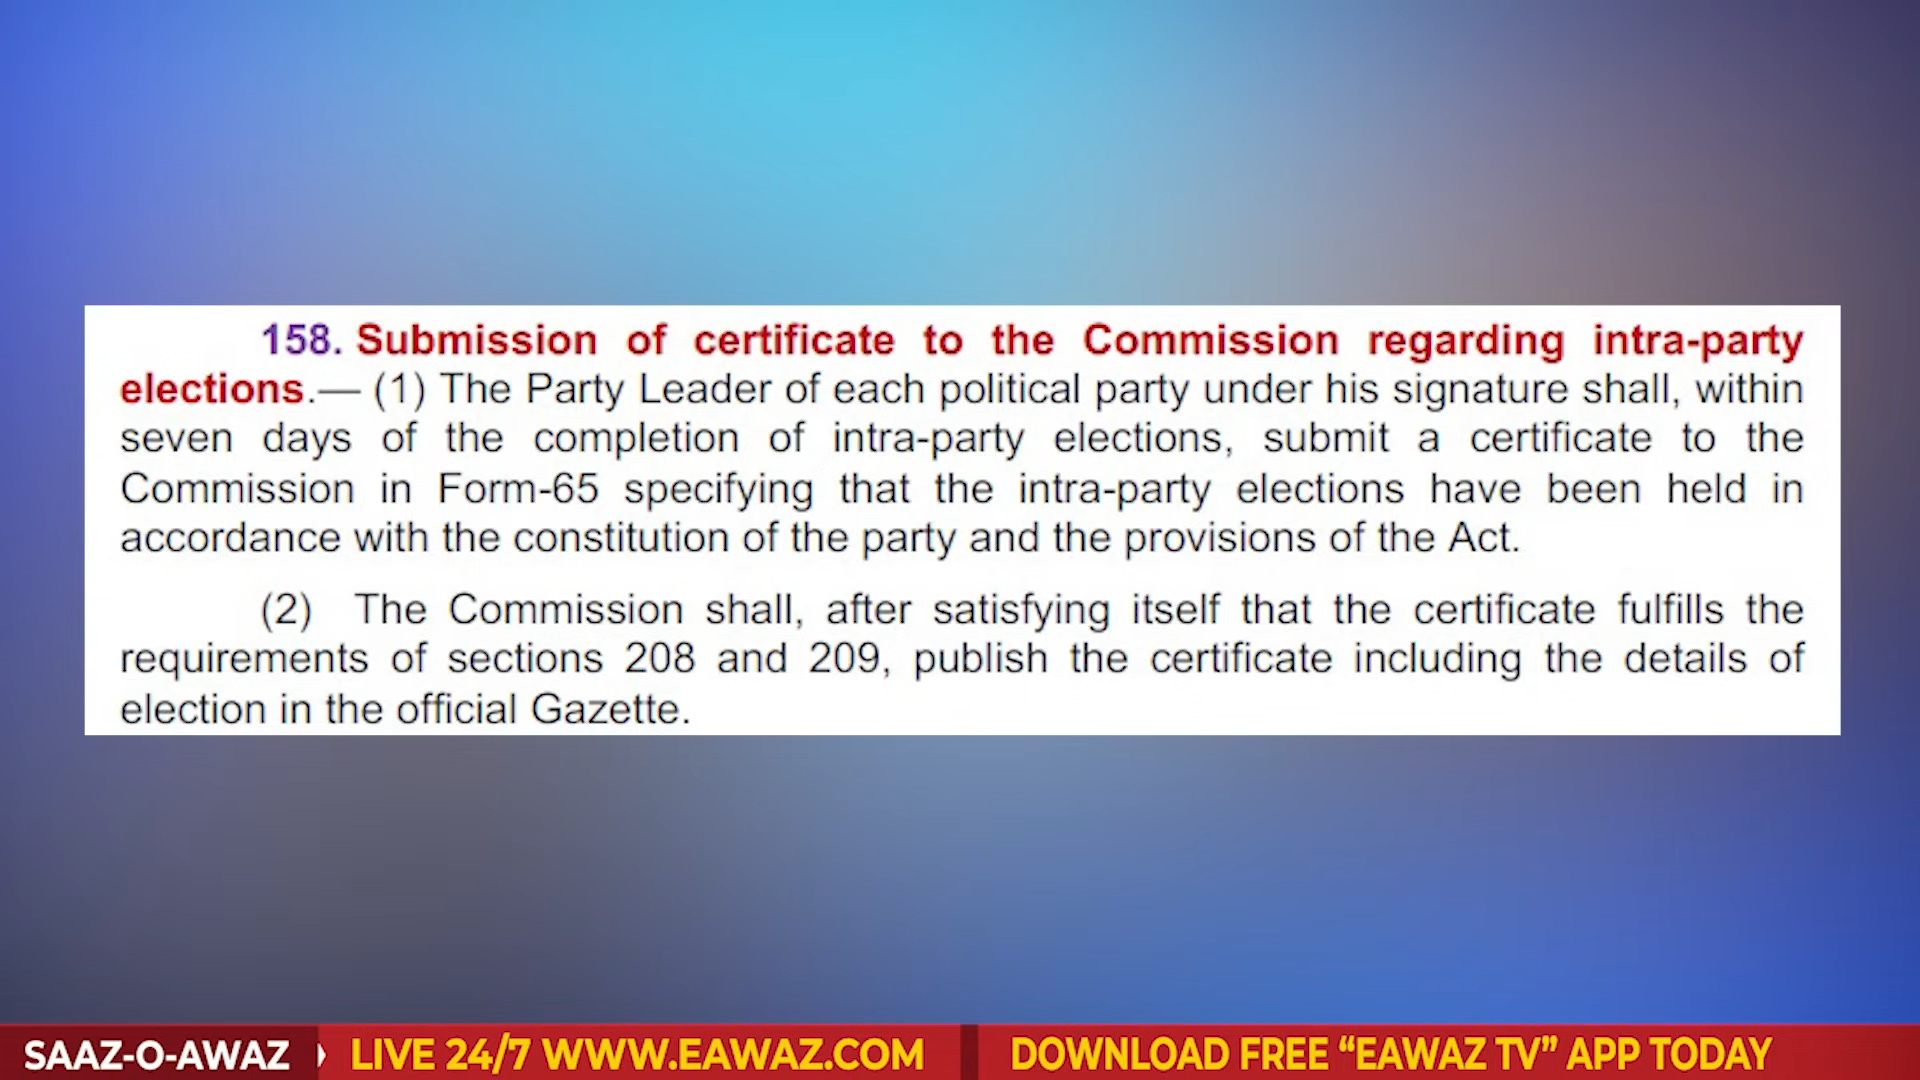 158. Submission of certificate to the Commission regarding intra-party
elections.— (1) The Party Leader of each political party under his signature shall, within
seven days of the completion of intra-party elections, submit a certificate to the
Commission in Form-65 specifying that the intra-party elections have been held in
accordance with the constitution of the party and the provisions of the Act.
(2) The Commission shall, after satisfying itself that the certificate fulfills the
requirements of sections 208 and 209, publish the certificate including the details of
election in the official Gazette.
SAAZ-O-AWAZ LIVE 24/7 WWW.EAWAZ.COM DOWNLOAD FREE “EAWAZ TV” APP TODAY